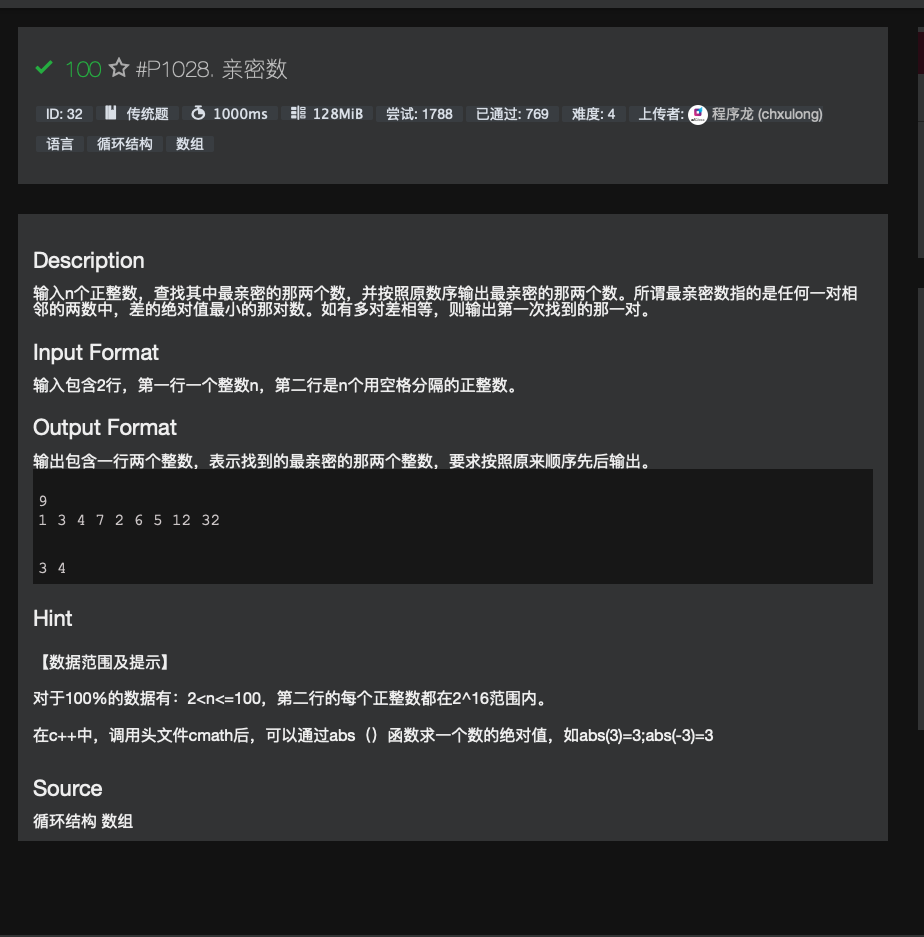 100 #P1028. 亲密数
ID: 32 传统题 1000ms 128MiB 尝试: 1788 已通过: 769 难度: 4 上传者: 程序龙 (chxulong)
语言 循环结构 数组
Description
输入n个正整数，查找其中最亲密的那两个数，并按照原数序输出最亲密的那两个数。所谓最亲密数指的是任何一对相
邻的两数中，差的绝对值最小的那对数。如有多对差相等，则输出第一次找到的那一对。
Input Format
输入包含2行，第一行一个整数n，第二行是n个用空格分隔的正整数。
Output Format
输出包含一行两个整数，表示找到的最亲密的那两个整数，要求按照原来顺序先后输出。
9
1 3 4 7 2 6 5 12 32
3 4
Hint
【数据范围及提示】
对于100%的数据有：2<n<=100，第二行的每个正整数都在2^16范围内。
在c++中，调用头文件cmath后，可以通过abs（）函数求一个数的绝对值，如abs(3)=3;abs(-3)=3
Source
循环结构 数组